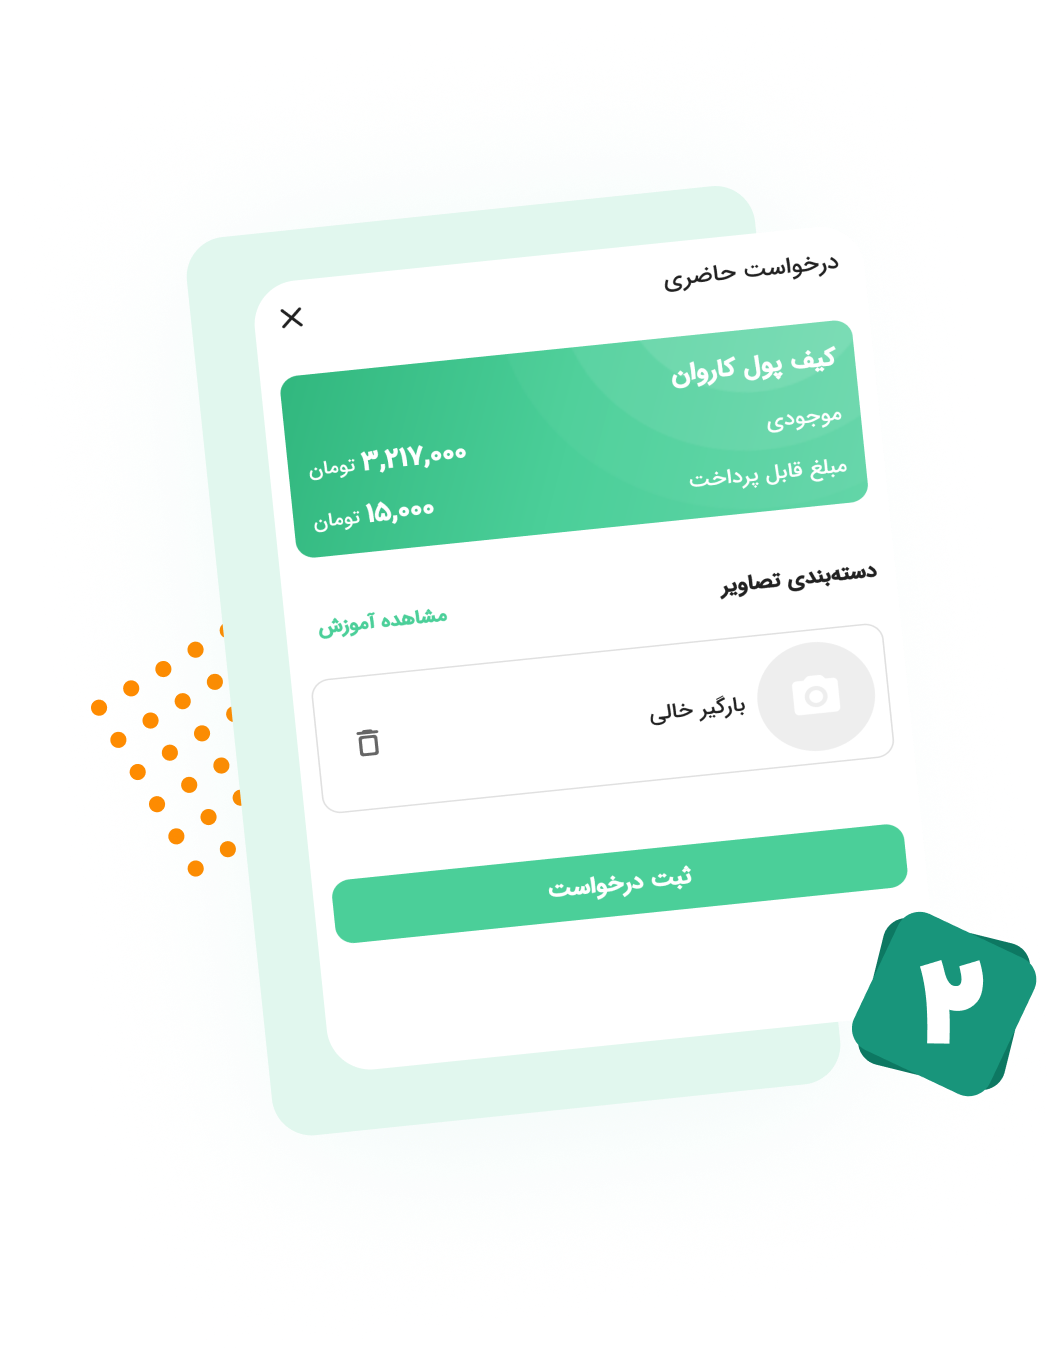 درخواست حاضری
کیف پول کاروان
موجودی ۳,۲۱۷,۰۰۰ تومان
مبلغ قابل پرداخت ۱۵,۰۰۰ تومان
دسته‌بندی تصاویر
مشاهده آموزش
بارگیر خالی
ثبت درخواست
۲